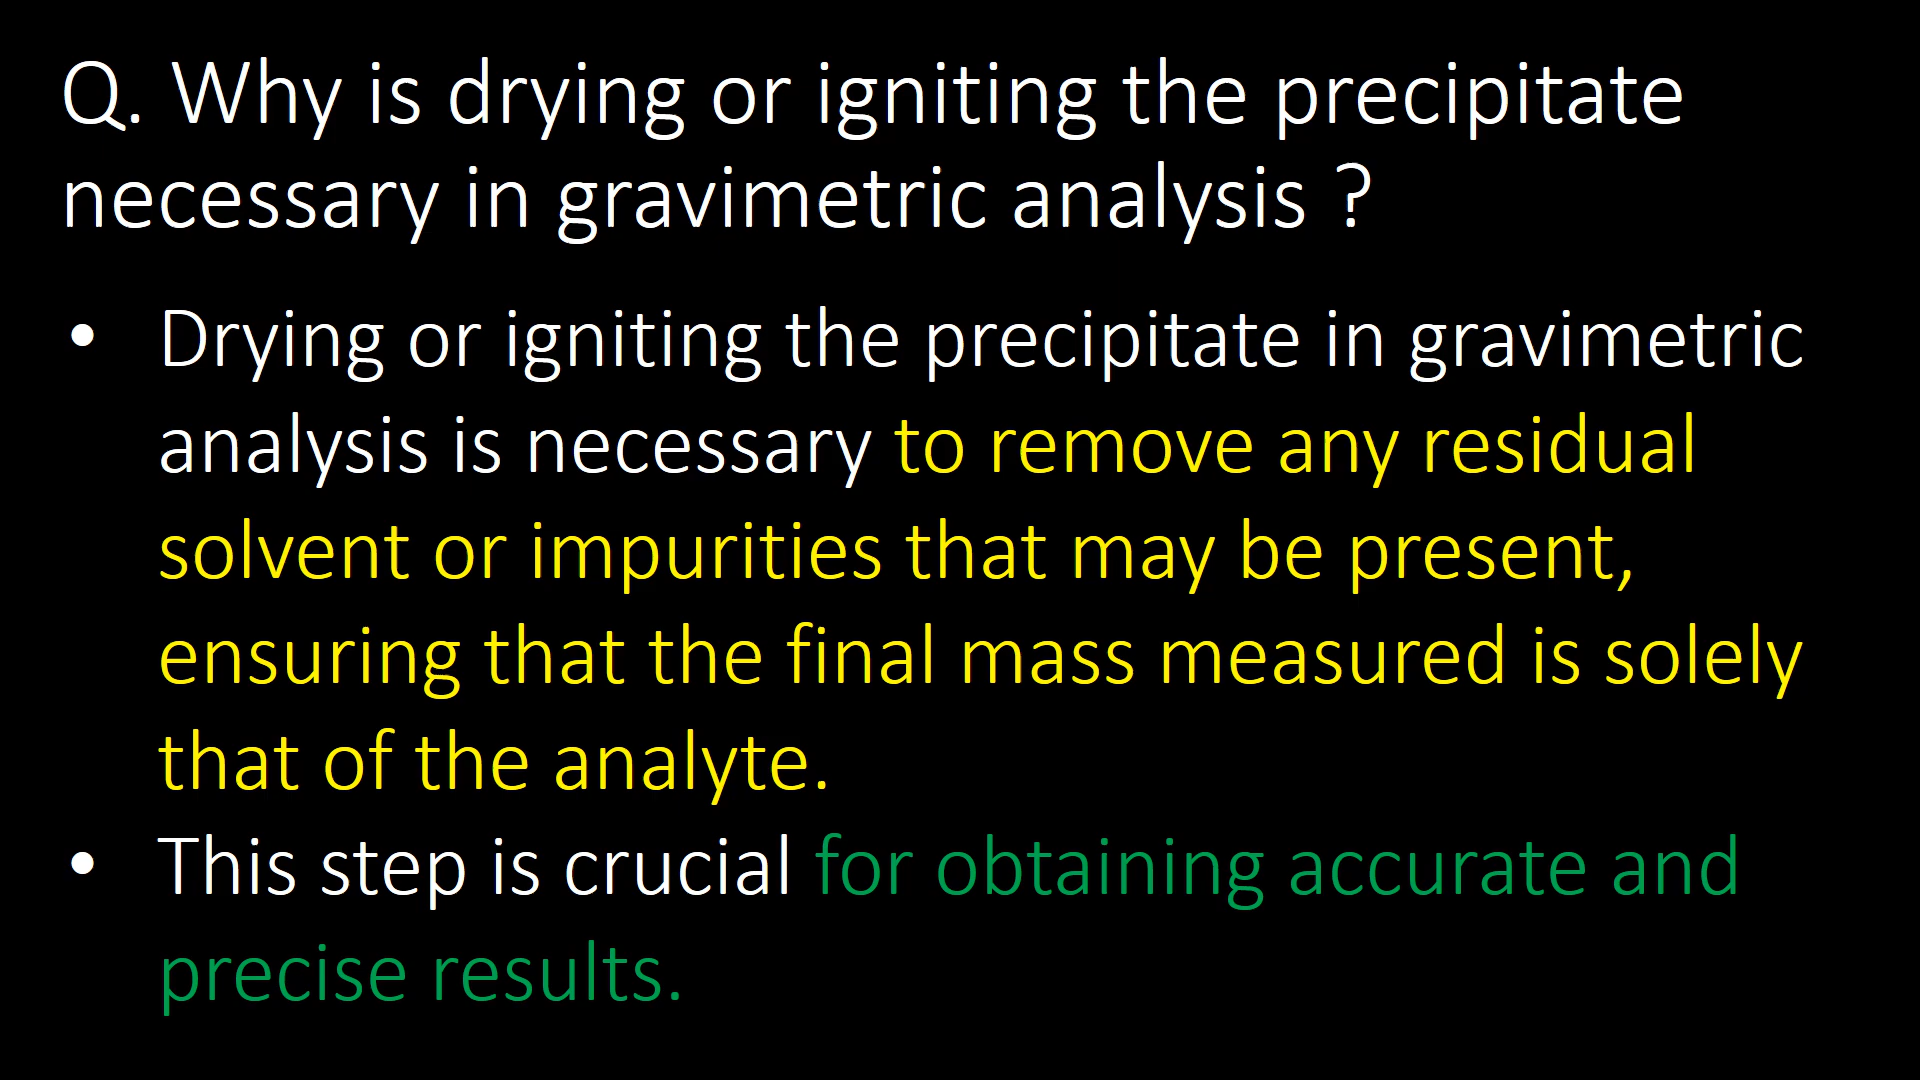 Q. Why is drying or igniting the precipitate
necessary in gravimetric analysis ?
• Drying or igniting the precipitate in gravimetric
analysis is necessary to remove any residual
solvent or impurities that may be present,
ensuring that the final mass measured is solely
that of the analyte.
• This step is crucial for obtaining accurate and
precise results.